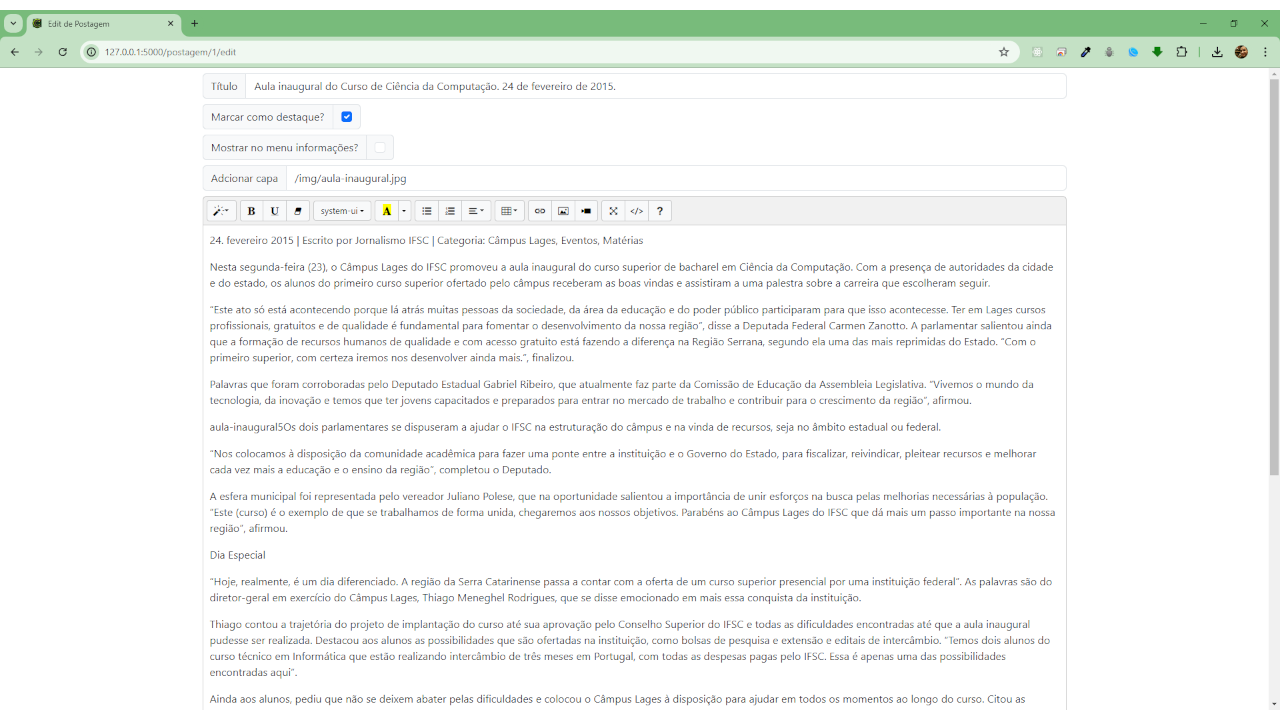 Edit de Postagem
127.0.0.1:5000/postagem/1/edit
Título Aula inaugural do Curso de Ciência da Computação. 24 de fevereiro de 2015.
Marcar como destaque?
Mostrar no menu informações?
Adcionar capa /img/aula-inaugural.jpg
B U system-ui A </> ?
24. fevereiro 2015 | Escrito por Jornalismo IFSC | Categoria: Câmpus Lages, Eventos, Matérias
Nesta segunda-feira (23), o Câmpus Lages do IFSC promoveu a aula inaugural do curso superior de bacharel em Ciência da Computação. Com a presença de autoridades da cidade
e do estado, os alunos do primeiro curso superior ofertado pelo câmpus receberam as boas vindas e assistiram a uma palestra sobre a carreira que escolheram seguir.
“Este ato só está acontecendo porque lá atrás muitas pessoas da sociedade, da área da educação e do poder público participaram para que isso acontecesse. Ter em Lages cursos
profissionais, gratuitos e de qualidade é fundamental para fomentar o desenvolvimento da nossa região”, disse a Deputada Federal Carmen Zanotto. A parlamentar salientou ainda
que a formação de recursos humanos de qualidade e com acesso gratuito está fazendo a diferença na Região Serrana, segundo ela uma das mais reprimidas do Estado. “Com o
primeiro superior, com certeza iremos nos desenvolver ainda mais.”, finalizou.
Palavras que foram corroboradas pelo Deputado Estadual Gabriel Ribeiro, que atualmente faz parte da Comissão de Educação da Assembleia Legislativa. “Vivemos o mundo da
tecnologia, da inovação e temos que ter jovens capacitados e preparados para entrar no mercado de trabalho e contribuir para o crescimento da região”, afirmou.
aula-inaugural5Os dois parlamentares se dispuseram a ajudar o IFSC na estruturação do câmpus e na vinda de recursos, seja no âmbito estadual ou federal.
“Nos colocamos à disposição da comunidade acadêmica para fazer uma ponte entre a instituição e o Governo do Estado, para fiscalizar, reivindicar, pleitear recursos e melhorar
cada vez mais a educação e o ensino da região”, completou o Deputado.
A esfera municipal foi representada pelo vereador Juliano Polese, que na oportunidade salientou a importância de unir esforços na busca pelas melhorias necessárias à população.
“Este (curso) é o exemplo de que se trabalhamos de forma unida, chegaremos aos nossos objetivos. Parabéns ao Câmpus Lages do IFSC que dá mais um passo importante na nossa
região”, afirmou.
Dia Especial
“Hoje, realmente, é um dia diferenciado. A região da Serra Catarinense passa a contar com a oferta de um curso superior presencial por uma instituição federal”. As palavras são do
diretor-geral em exercício do Câmpus Lages, Thiago Meneghel Rodrigues, que se disse emocionado em mais essa conquista da instituição.
Thiago contou a trajetória do projeto de implantação do curso até sua aprovação pelo Conselho Superior do IFSC e todas as dificuldades encontradas até que a aula inaugural
pudesse ser realizada. Destacou aos alunos as possibilidades que são ofertadas na instituição, como bolsas de pesquisa e extensão e editais de intercâmbio. “Temos dois alunos do
curso técnico em Informática que estão realizando intercâmbio de três meses em Portugal, com todas as despesas pagas pelo IFSC. Essa é apenas uma das possibilidades
encontradas aqui”.
Ainda aos alunos, pediu que não se deixem abater pelas dificuldades e colocou o Câmpus Lages à disposição para ajudar em todos os momentos ao longo do curso. Citou as